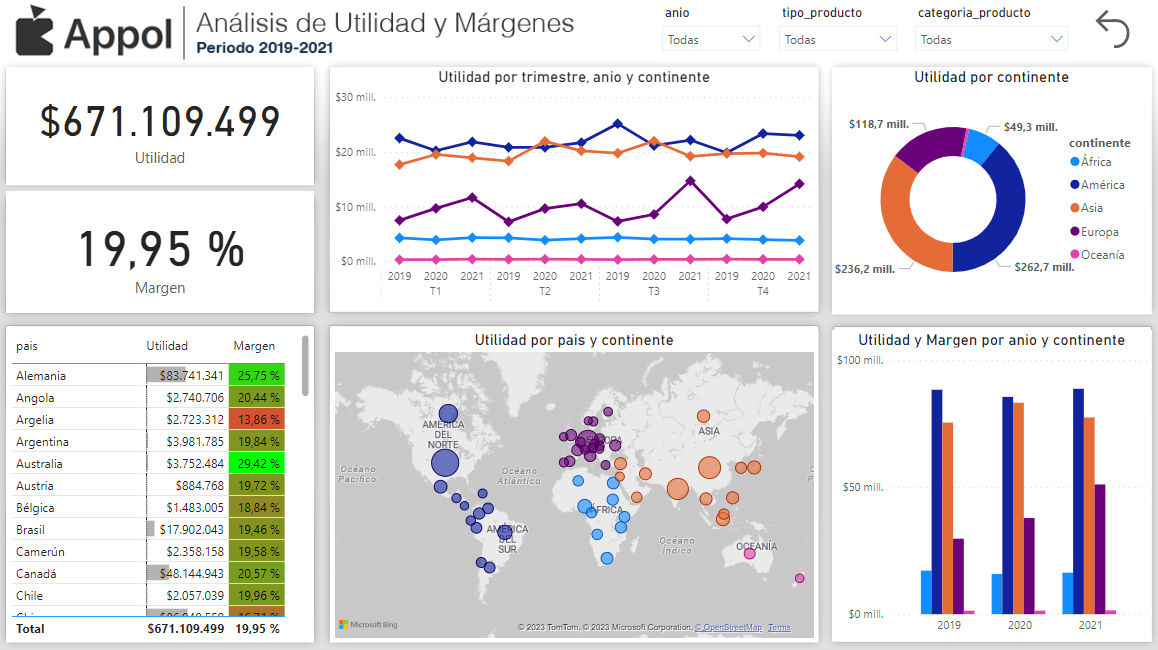 Appol
Análisis de Utilidad y Márgenes
Periodo 2019-2021
anio
Todas
tipo_producto
Todas
categoria_producto
Todas
$671.109.499
Utilidad
19,95 %
Margen
Utilidad por trimestre, anio y continente
$30 mill.
$20 mill.
$10 mill.
$0 mill.
2019 2020 2021 2019 2020 2021 2019 2020 2021 2019 2020 2021
T1 T2 T3 T4
Utilidad por continente
$118,7 mill.
$49,3 mill.
$236,2 mill.
$262,7 mill.
continente
África
América
Asia
Europa
Oceanía
pais Utilidad Margen
Alemania $83.741.341 25,75 %
Angola $2.740.706 20,44 %
Argelia $2.723.312 13,86 %
Argentina $3.981.785 19,84 %
Australia $3.752.484 29,42 %
Austria $884.768 19,72 %
Bélgica $1.483.005 18,84 %
Brasil $17.902.043 19,46 %
Camerún $2.358.158 19,58 %
Canadá $48.144.943 20,57 %
Chile $2.057.039 19,96 %
Total $671.109.499 19,95 %
Utilidad por pais y continente
AMÉRICA
DEL
NORTE
EUROPA
ASIA
Océano
Pacífico
Océano
Atlántico
ÁFRICA
AMÉRICA
DEL
SUR
Océano
Índico
OCEANÍA
Microsoft Bing
© 2023 TomTom, © 2023 Microsoft Corporation, © OpenStreetMap Terms
Utilidad y Margen por anio y continente
$100 mill.
$50 mill.
$0 mill.
2019 2020 2021